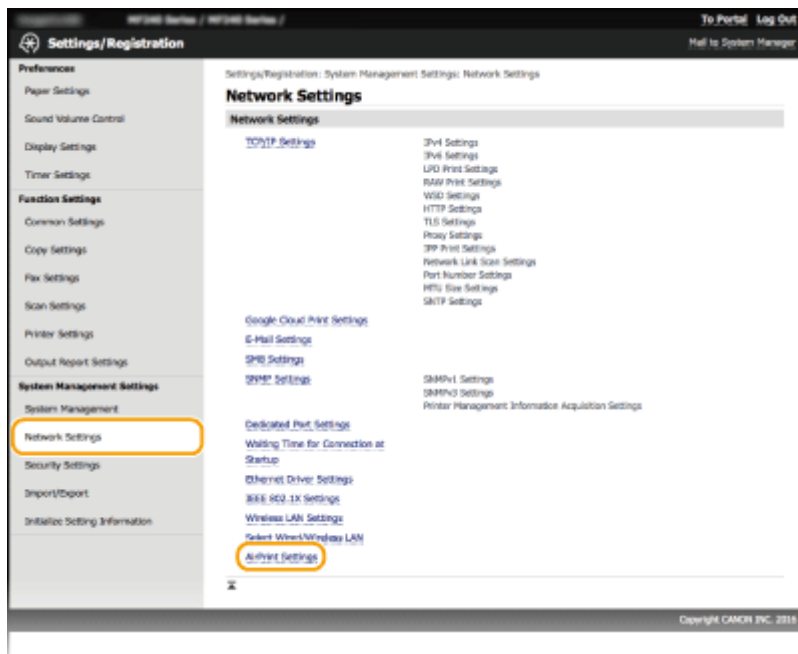 MF240 Series / MF240 Series /
To Portal Log Out
Settings/Registration
Mail to System Manager
Preferences
Paper Settings
Sound Volume Control
Display Settings
Timer Settings
Function Settings
Common Settings
Copy Settings
Fax Settings
Scan Settings
Printer Settings
Output Report Settings
System Management Settings
System Management
Network Settings
Security Settings
Import/Export
Initialize Setting Information
Settings/Registration: System Management Settings: Network Settings
Network Settings
Network Settings
TCP/IP Settings
IPv4 Settings
IPv6 Settings
LPD Print Settings
RAW Print Settings
WSD Settings
HTTP Settings
TLS Settings
Proxy Settings
IPP Print Settings
Network Link Scan Settings
Port Number Settings
MTU Size Settings
SNTP Settings
Google Cloud Print Settings
E-Mail Settings
SMB Settings
SNMP Settings
SNMPv1 Settings
SNMPv3 Settings
Printer Management Information Acquisition Settings
Dedicated Port Settings
Waiting Time for Connection at
Startup
Ethernet Driver Settings
IEEE 802.1X Settings
Wireless LAN Settings
Select Wired/Wireless LAN
AirPrint Settings
Copyright CANON INC. 2016